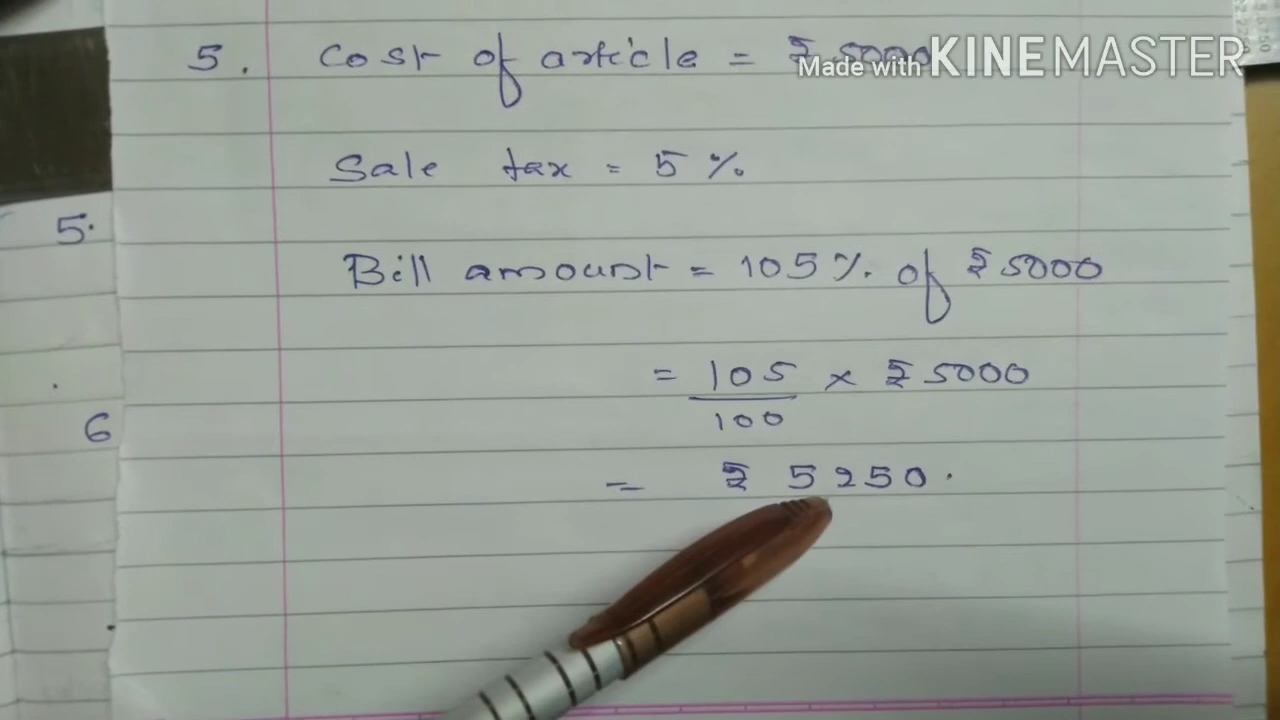 5. Cost of article = ₹ 5000
Made with KINEMASTER
Sale tax = 5 %
5.
Bill amount = 105 % of ₹ 5000
= 105 × ₹ 5000
100
6
= ₹ 5250.